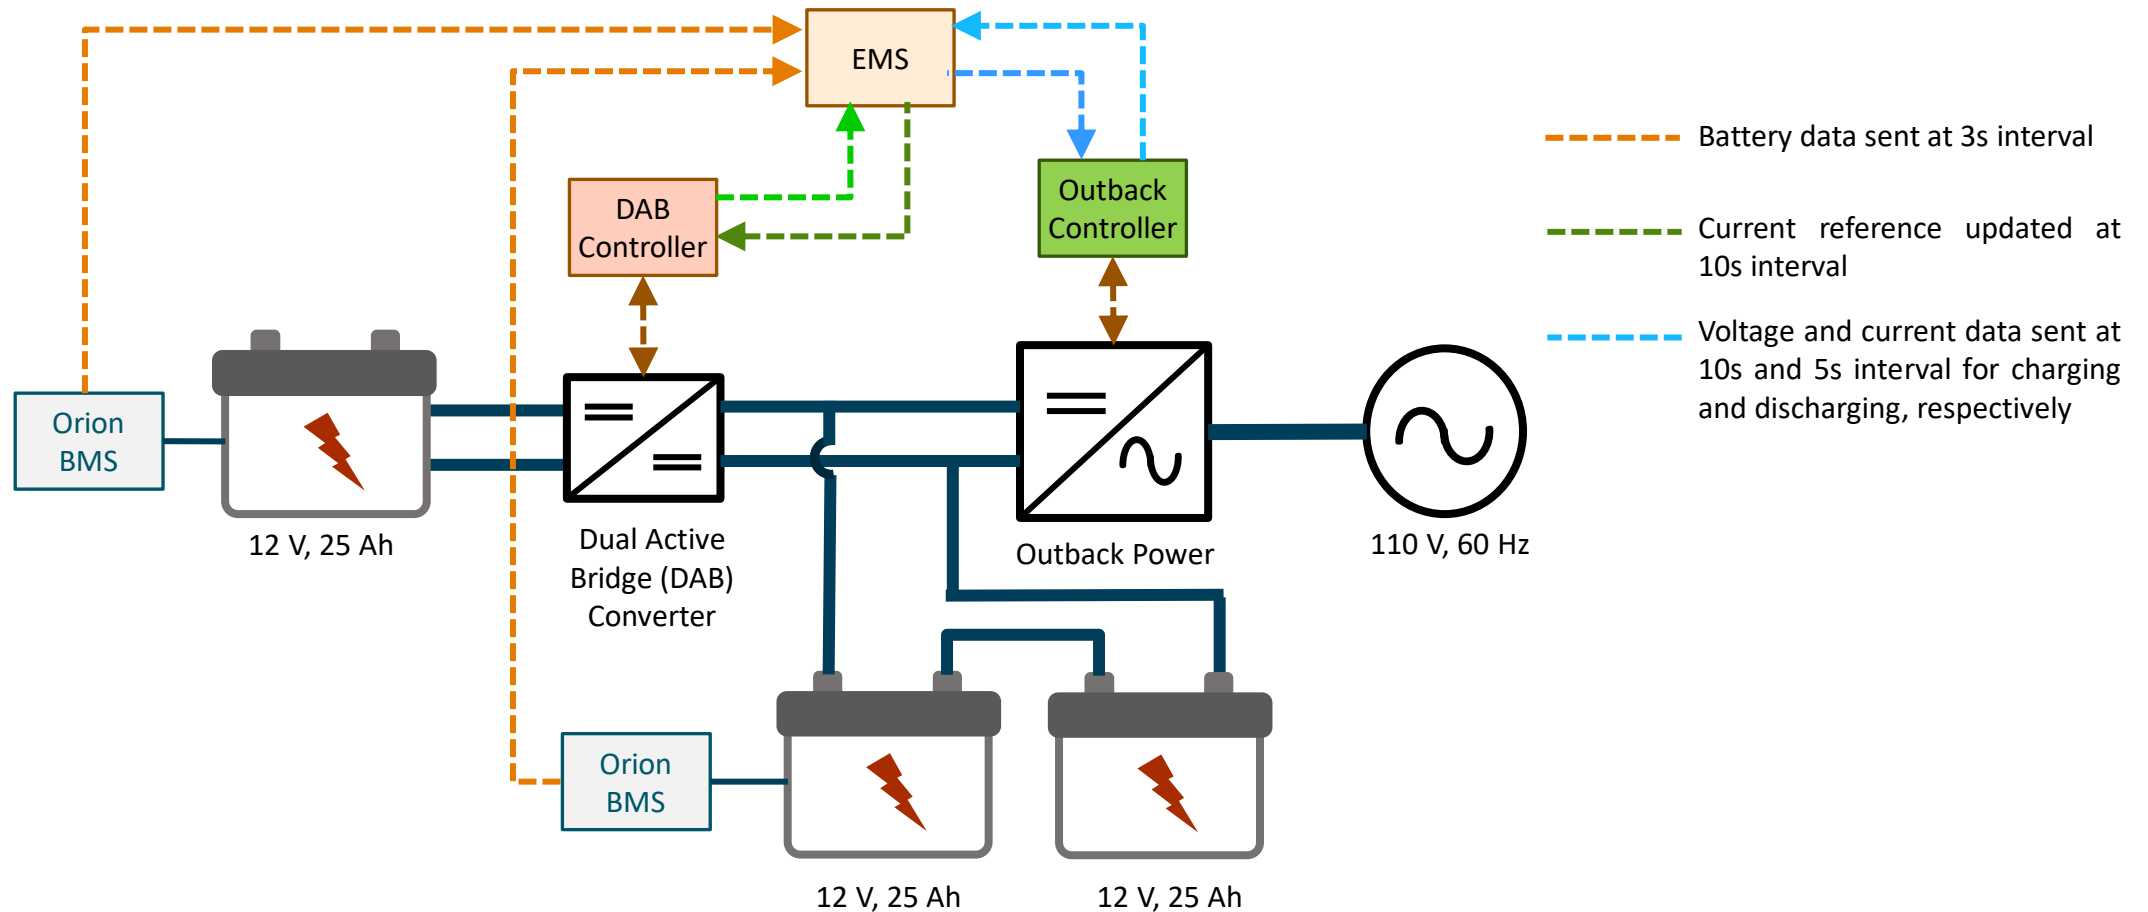 EMS
Battery data sent at 3s interval
Outback
Controller
DAB
Controller
Current reference updated at
10s interval
Voltage and current data sent at
10s and 5s interval for charging
and discharging, respectively
Orion
BMS
12 V, 25 Ah
Dual Active
Bridge (DAB)
Converter
Outback Power
110 V, 60 Hz
Orion
BMS
12 V, 25 Ah
12 V, 25 Ah